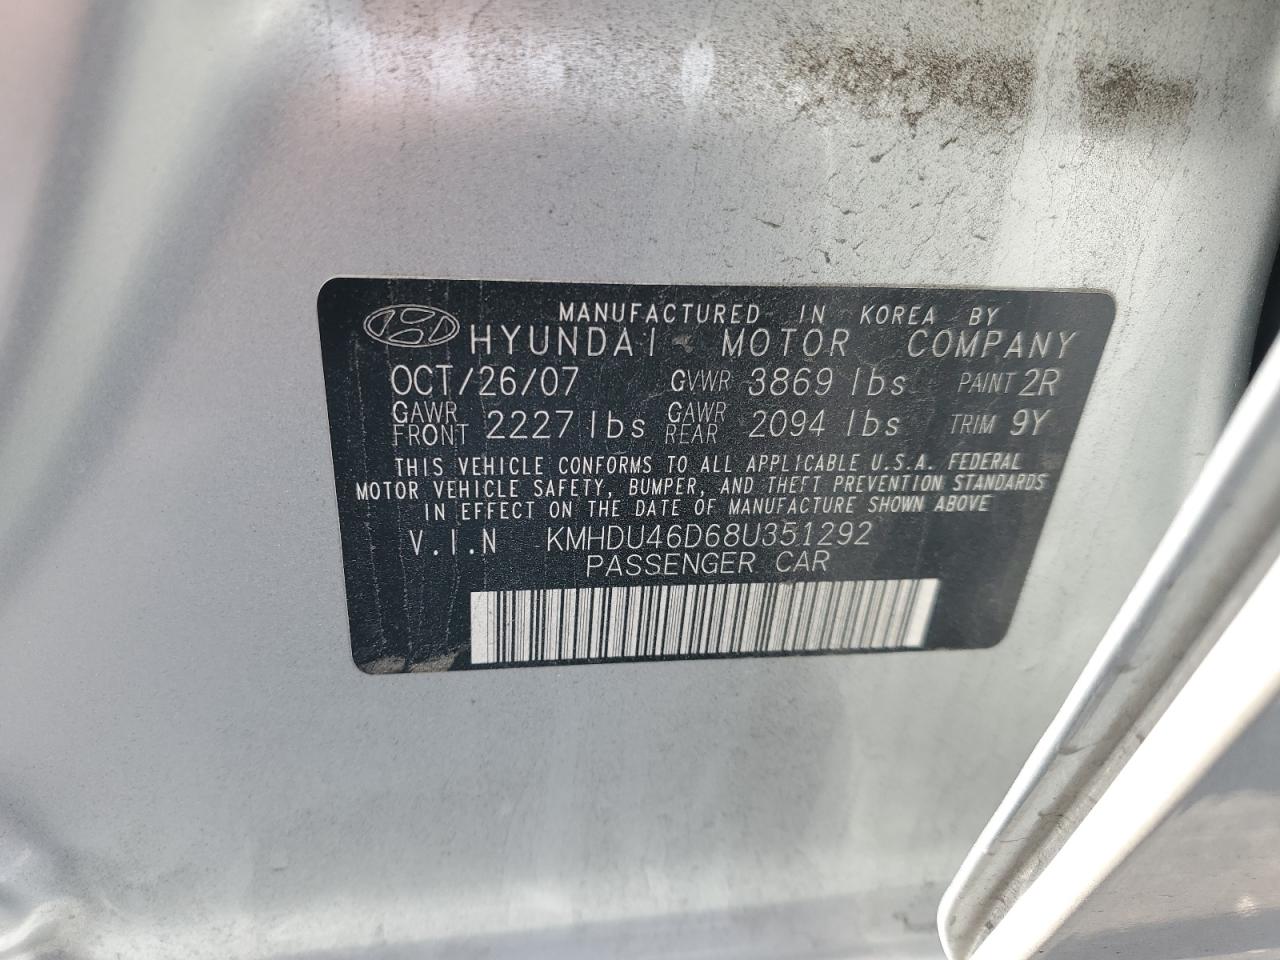 MANUFACTURED IN KOREA BY
HYUNDAI MOTOR COMPANY
OCT/26/07 GVWR 3869 lbs PAINT 2R
GAWR FRONT 2227 lbs GAWR REAR 2094 lbs TRIM 9Y
THIS VEHICLE CONFORMS TO ALL APPLICABLE U.S.A. FEDERAL
MOTOR VEHICLE SAFETY, BUMPER, AND THEFT PREVENTION STANDARDS
IN EFFECT ON THE DATE OF MANUFACTURE SHOWN ABOVE
V.I.N KMHDU46D68U351292
PASSENGER CAR